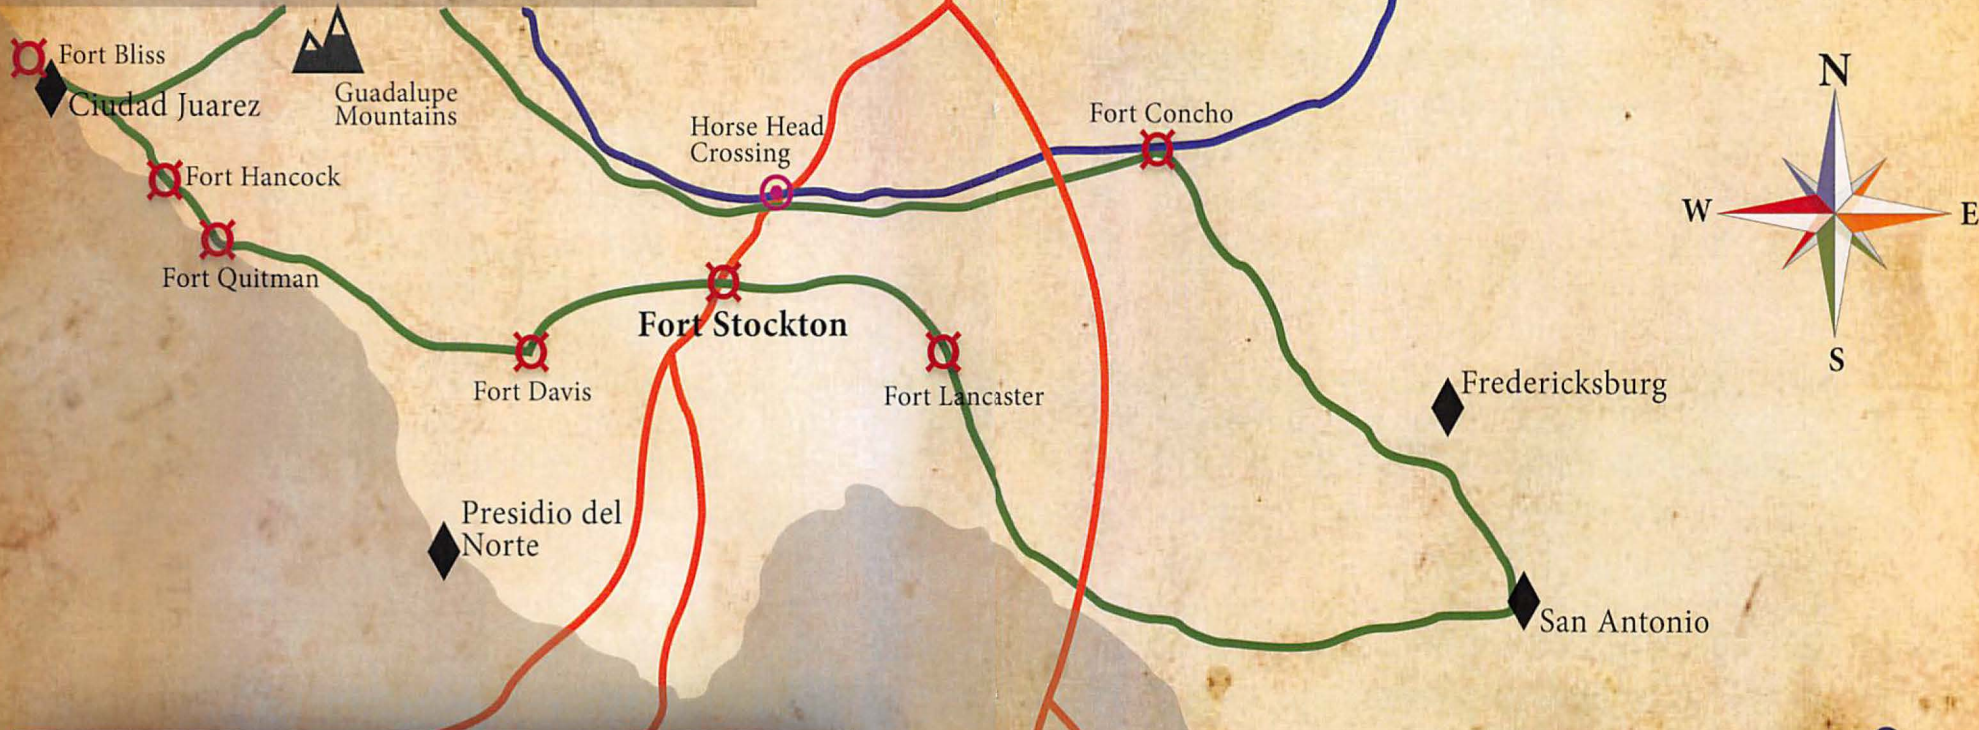 Fort Bliss
Ciudad Juarez
Guadalupe
Mountains
Fort Hancock
Fort Quitman
Horse Head
Crossing
Fort Concho
N
W
E
S
Fort Stockton
Fort Davis
Fort Lancaster
Fredericksburg
Presidio del
Norte
San Antonio